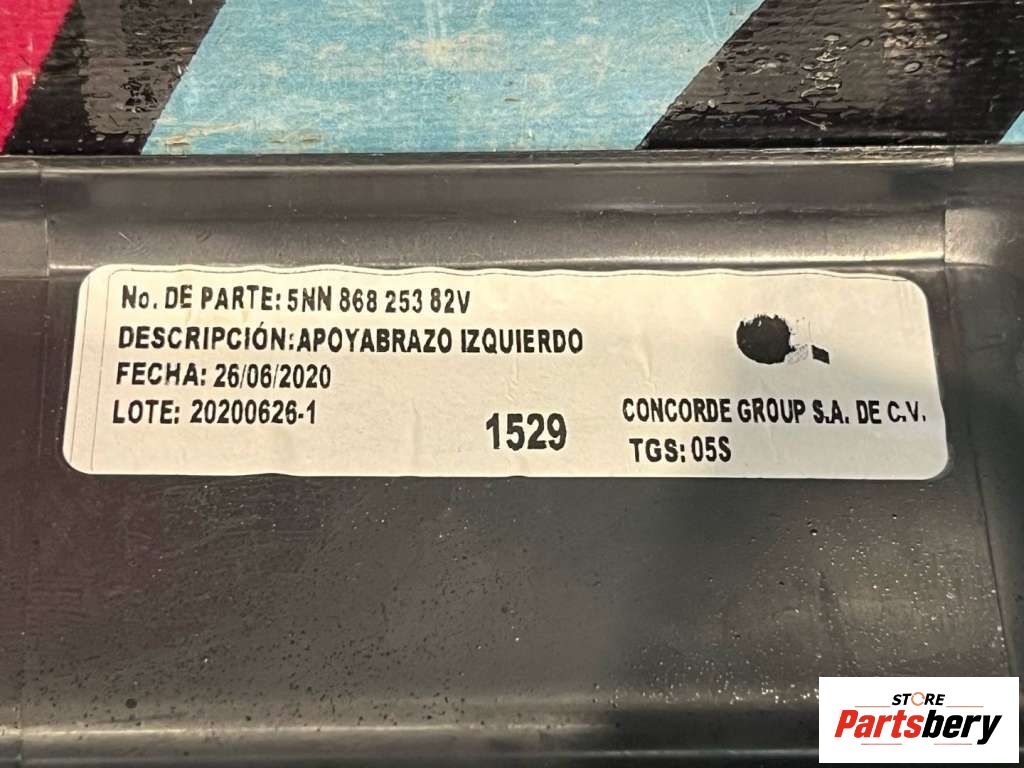 No. DE PARTE: 5NN 868 253 82V
DESCRIPCIÓN: APOYABRAZO IZQUIERDO
FECHA: 26/06/2020
LOTE: 20200626-1
1529
CONCORDE GROUP S.A. DE C.V.
TGS: 05S
STORE
Partsbery